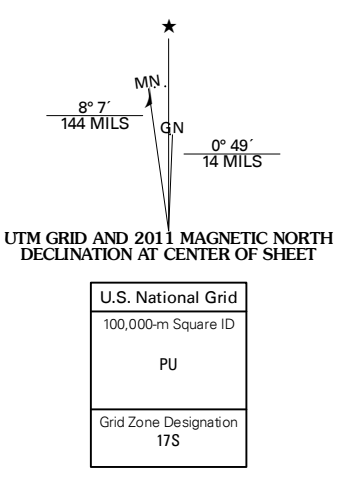 ★
MN
8° 7´
144 MILS
GN
0° 49´
14 MILS
UTM GRID AND 2011 MAGNETIC NORTH
DECLINATION AT CENTER OF SHEET
U.S. National Grid
100,000-m Square ID
PU
Grid Zone Designation
17S